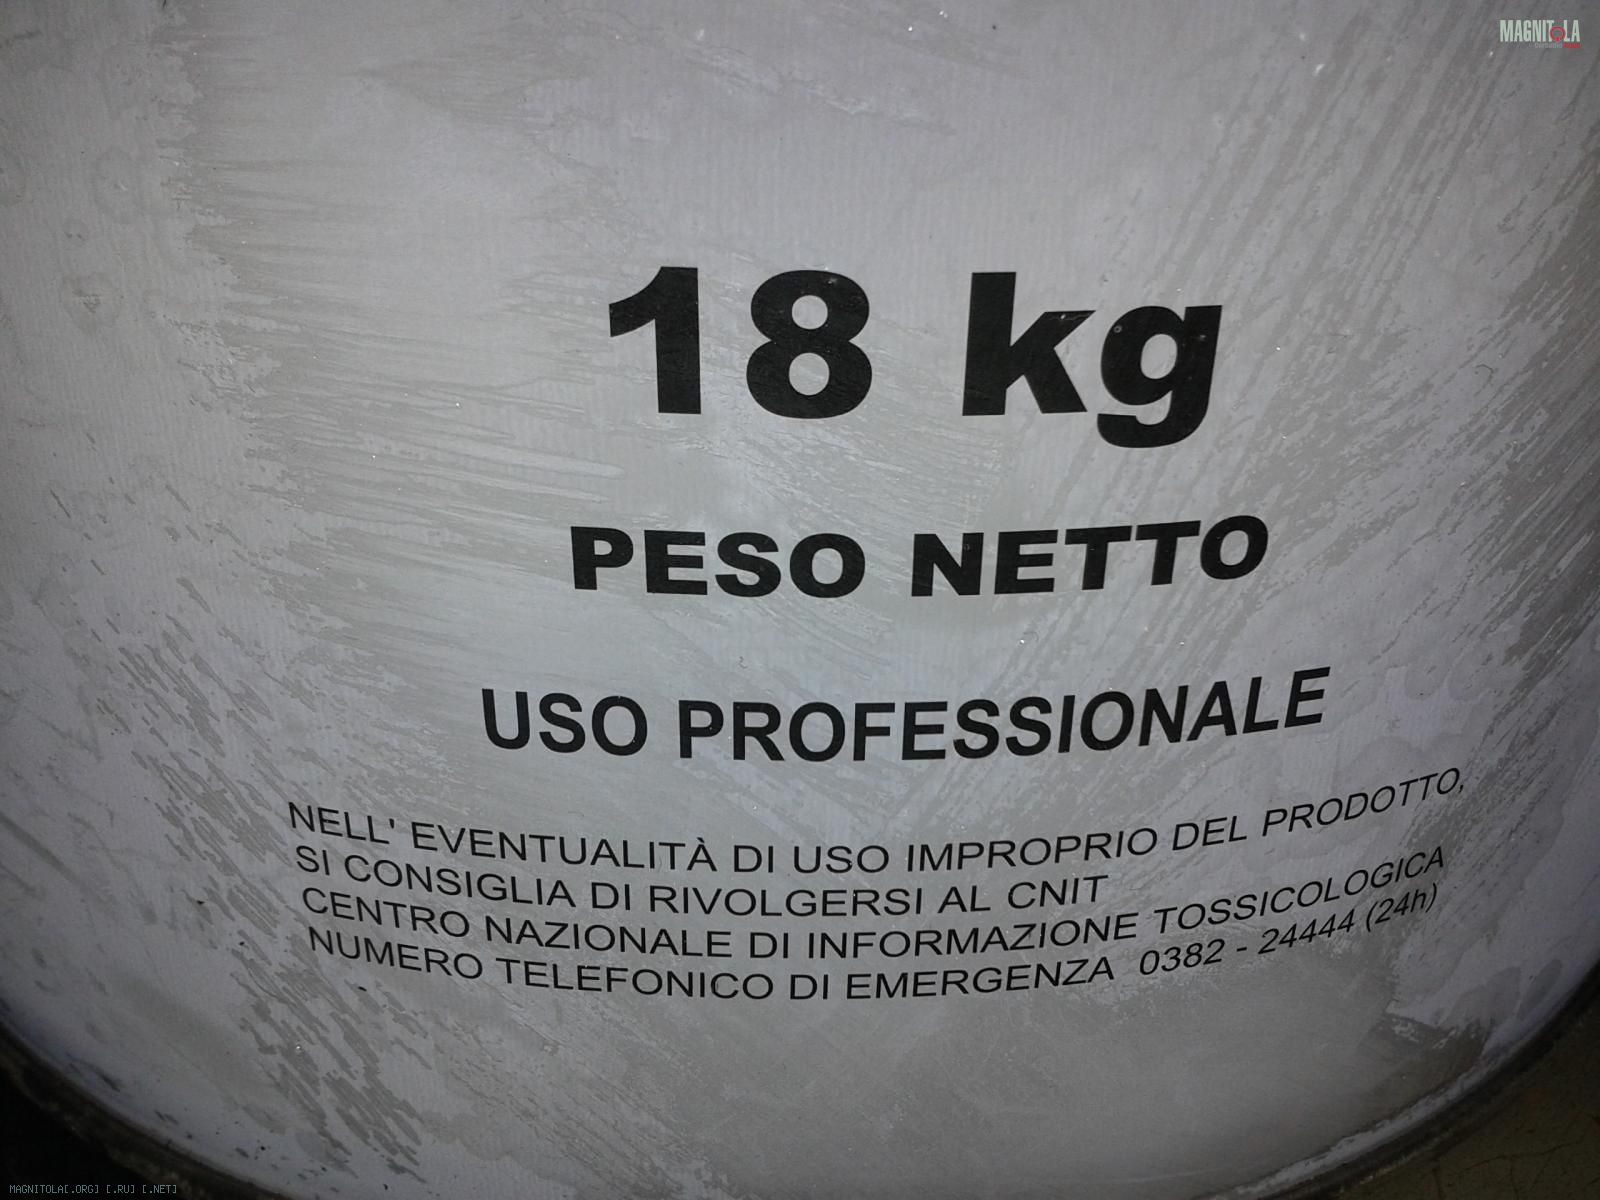 MAGNITOLA
18 kg
PESO NETTO
USO PROFESSIONALE
NELL' EVENTUALITÀ DI USO IMPROPRIO DEL PRODOTTO,
SI CONSIGLIA DI RIVOLGERSI AL CNIT
CENTRO NAZIONALE DI INFORMAZIONE TOSSICOLOGICA
NUMERO TELEFONICO DI EMERGENZA 0382 - 24444 (24h)
MAGNITOLA[.ORG] [.RU] [.NET]